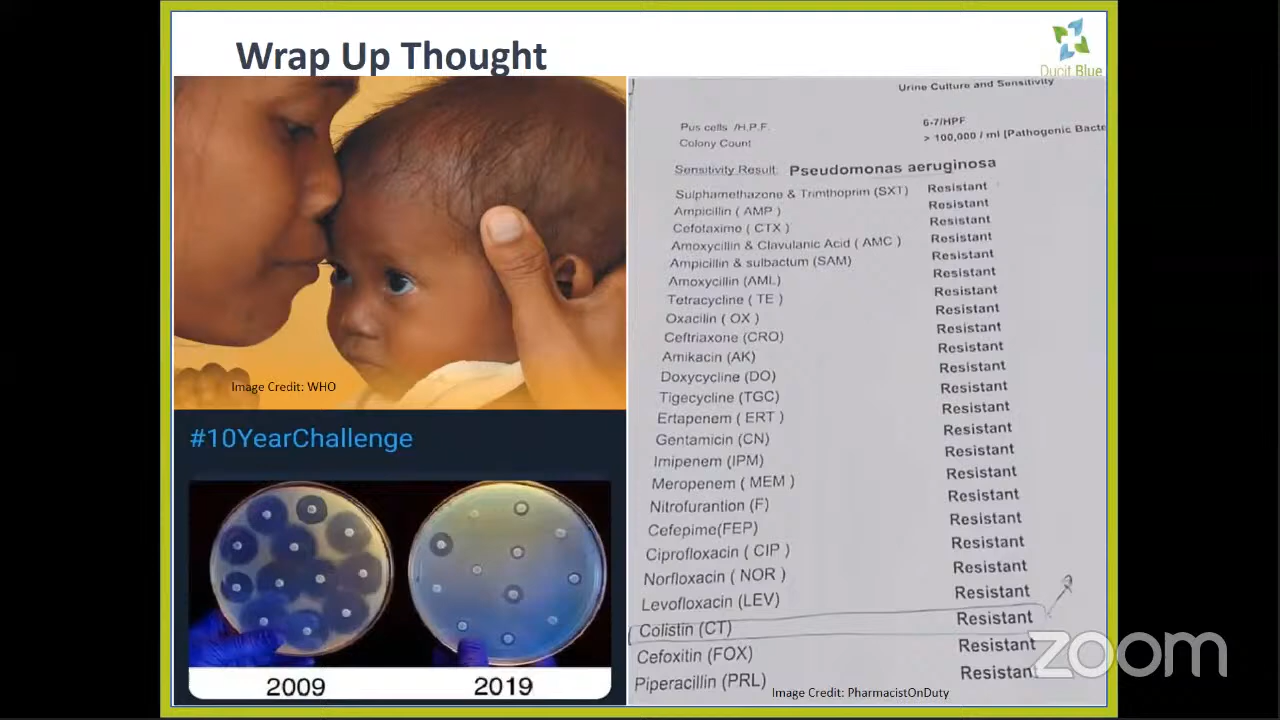 Wrap Up Thought
Ducit Blue
Image Credit: WHO
#10YearChallenge
2009 2019
Urine Culture and Sensitivity
Pus cells /H.P.F. 6-7/HPF
Colony Count > 100,000 / ml [Pathogenic Bacte
Sensitivity Result: Pseudomonas aeruginosa
Sulphamethazone & Trimthoprim (SXT) Resistant
Ampicillin ( AMP ) Resistant
Cefotaximo ( CTX ) Resistant
Amoxycillin & Clavulanic Acid ( AMC ) Resistant
Ampicillin & sulbactum (SAM) Resistant
Amoxycillin (AML) Resistant
Tetracycline ( TE ) Resistant
Oxacilin ( OX ) Resistant
Ceftriaxone (CRO) Resistant
Amikacin (AK) Resistant
Doxycycline (DO) Resistant
Tigecycline (TGC) Resistant
Ertapenem ( ERT ) Resistant
Gentamicin (CN) Resistant
Imipenem (IPM) Resistant
Meropenem ( MEM ) Resistant
Nitrofurantion (F) Resistant
Cefepime(FEP) Resistant
Ciprofloxacin ( CIP ) Resistant
Norfloxacin ( NOR ) Resistant
Levofloxacin (LEV) Resistant
Colistin (CT) Resistant
Cefoxitin (FOX) Resistant
Piperacillin (PRL) Resistant
Image Credit: PharmacistOnDuty
zoom